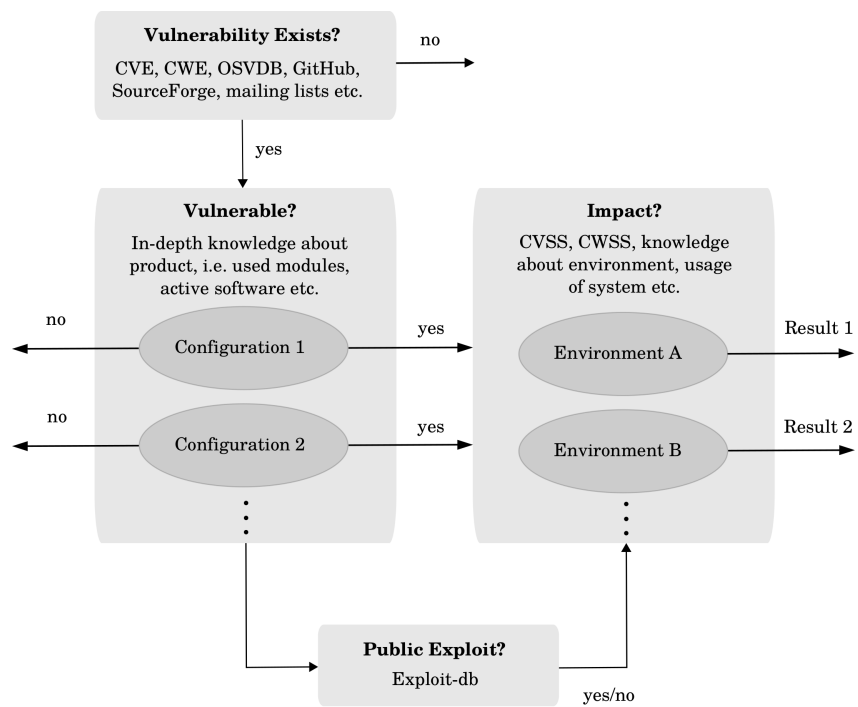 Vulnerability Exists?
CVE, CWE, OSVDB, GitHub,
SourceForge, mailing lists etc.
no
yes
Vulnerable?
In-depth knowledge about
product, i.e. used modules,
active software etc.
no
Configuration 1
yes
no
Configuration 2
yes
Impact?
CVSS, CWSS, knowledge
about environment, usage
of system etc.
Environment A
Result 1
Environment B
Result 2
Public Exploit?
Exploit-db
yes/no